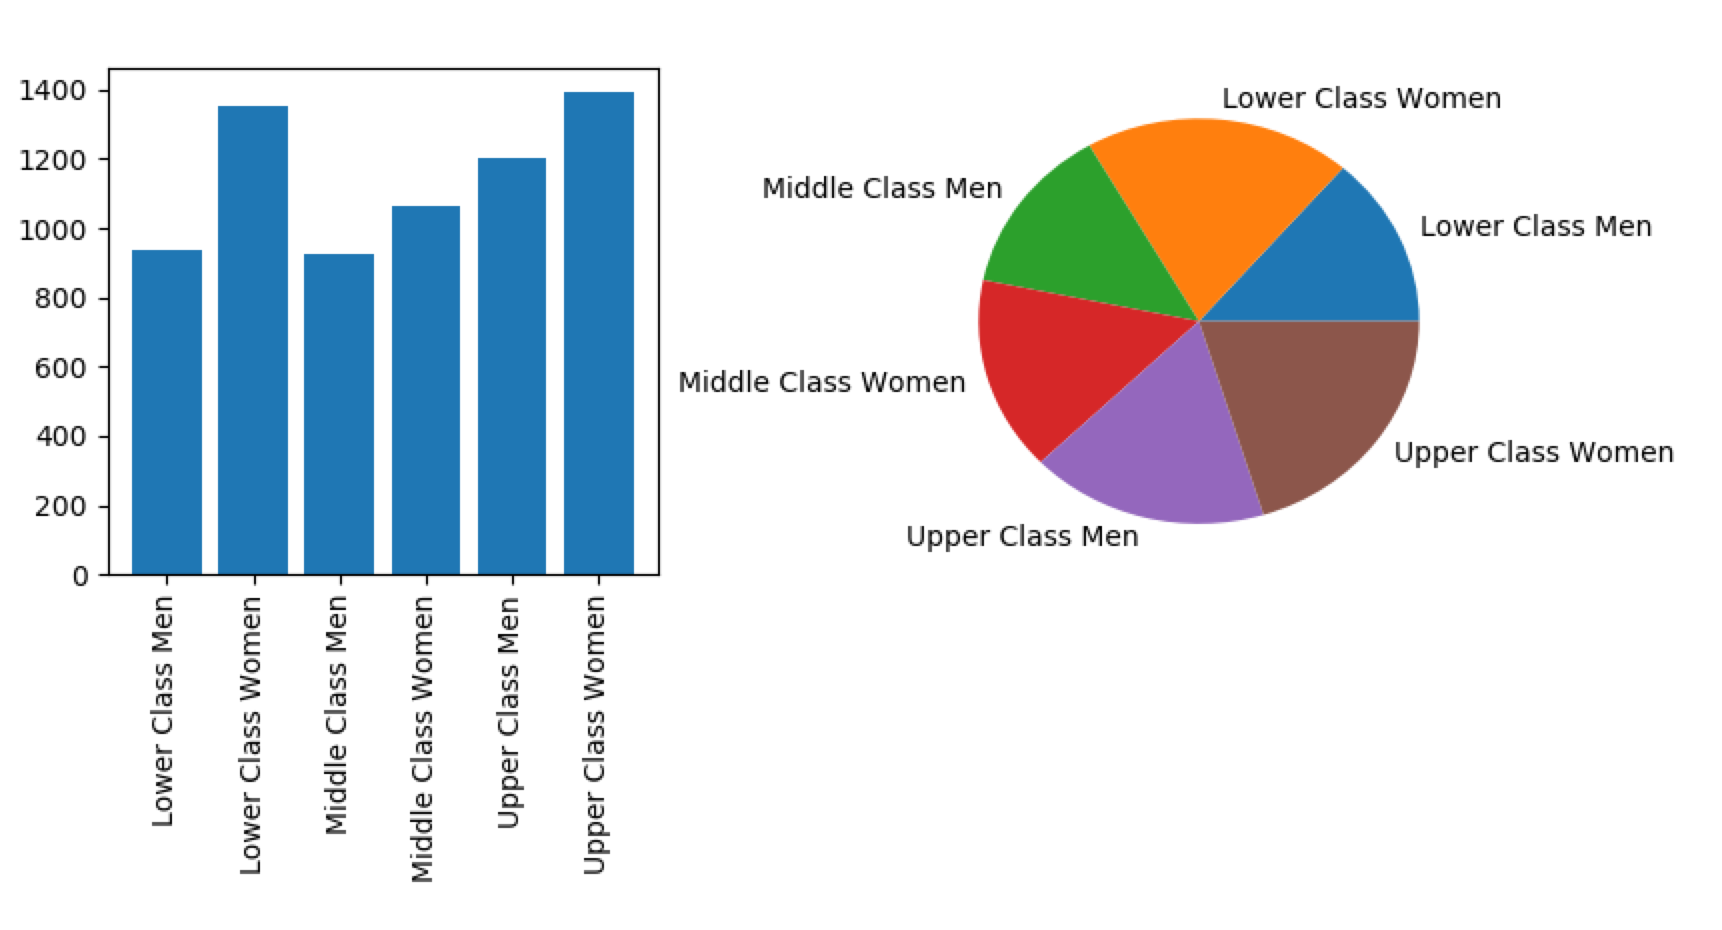 1400
1200
1000
800
600
400
200
0
Lower Class Men
Lower Class Women
Middle Class Men
Middle Class Women
Upper Class Men
Upper Class Women
Lower Class Women
Middle Class Men
Lower Class Men
Middle Class Women
Upper Class Women
Upper Class Men